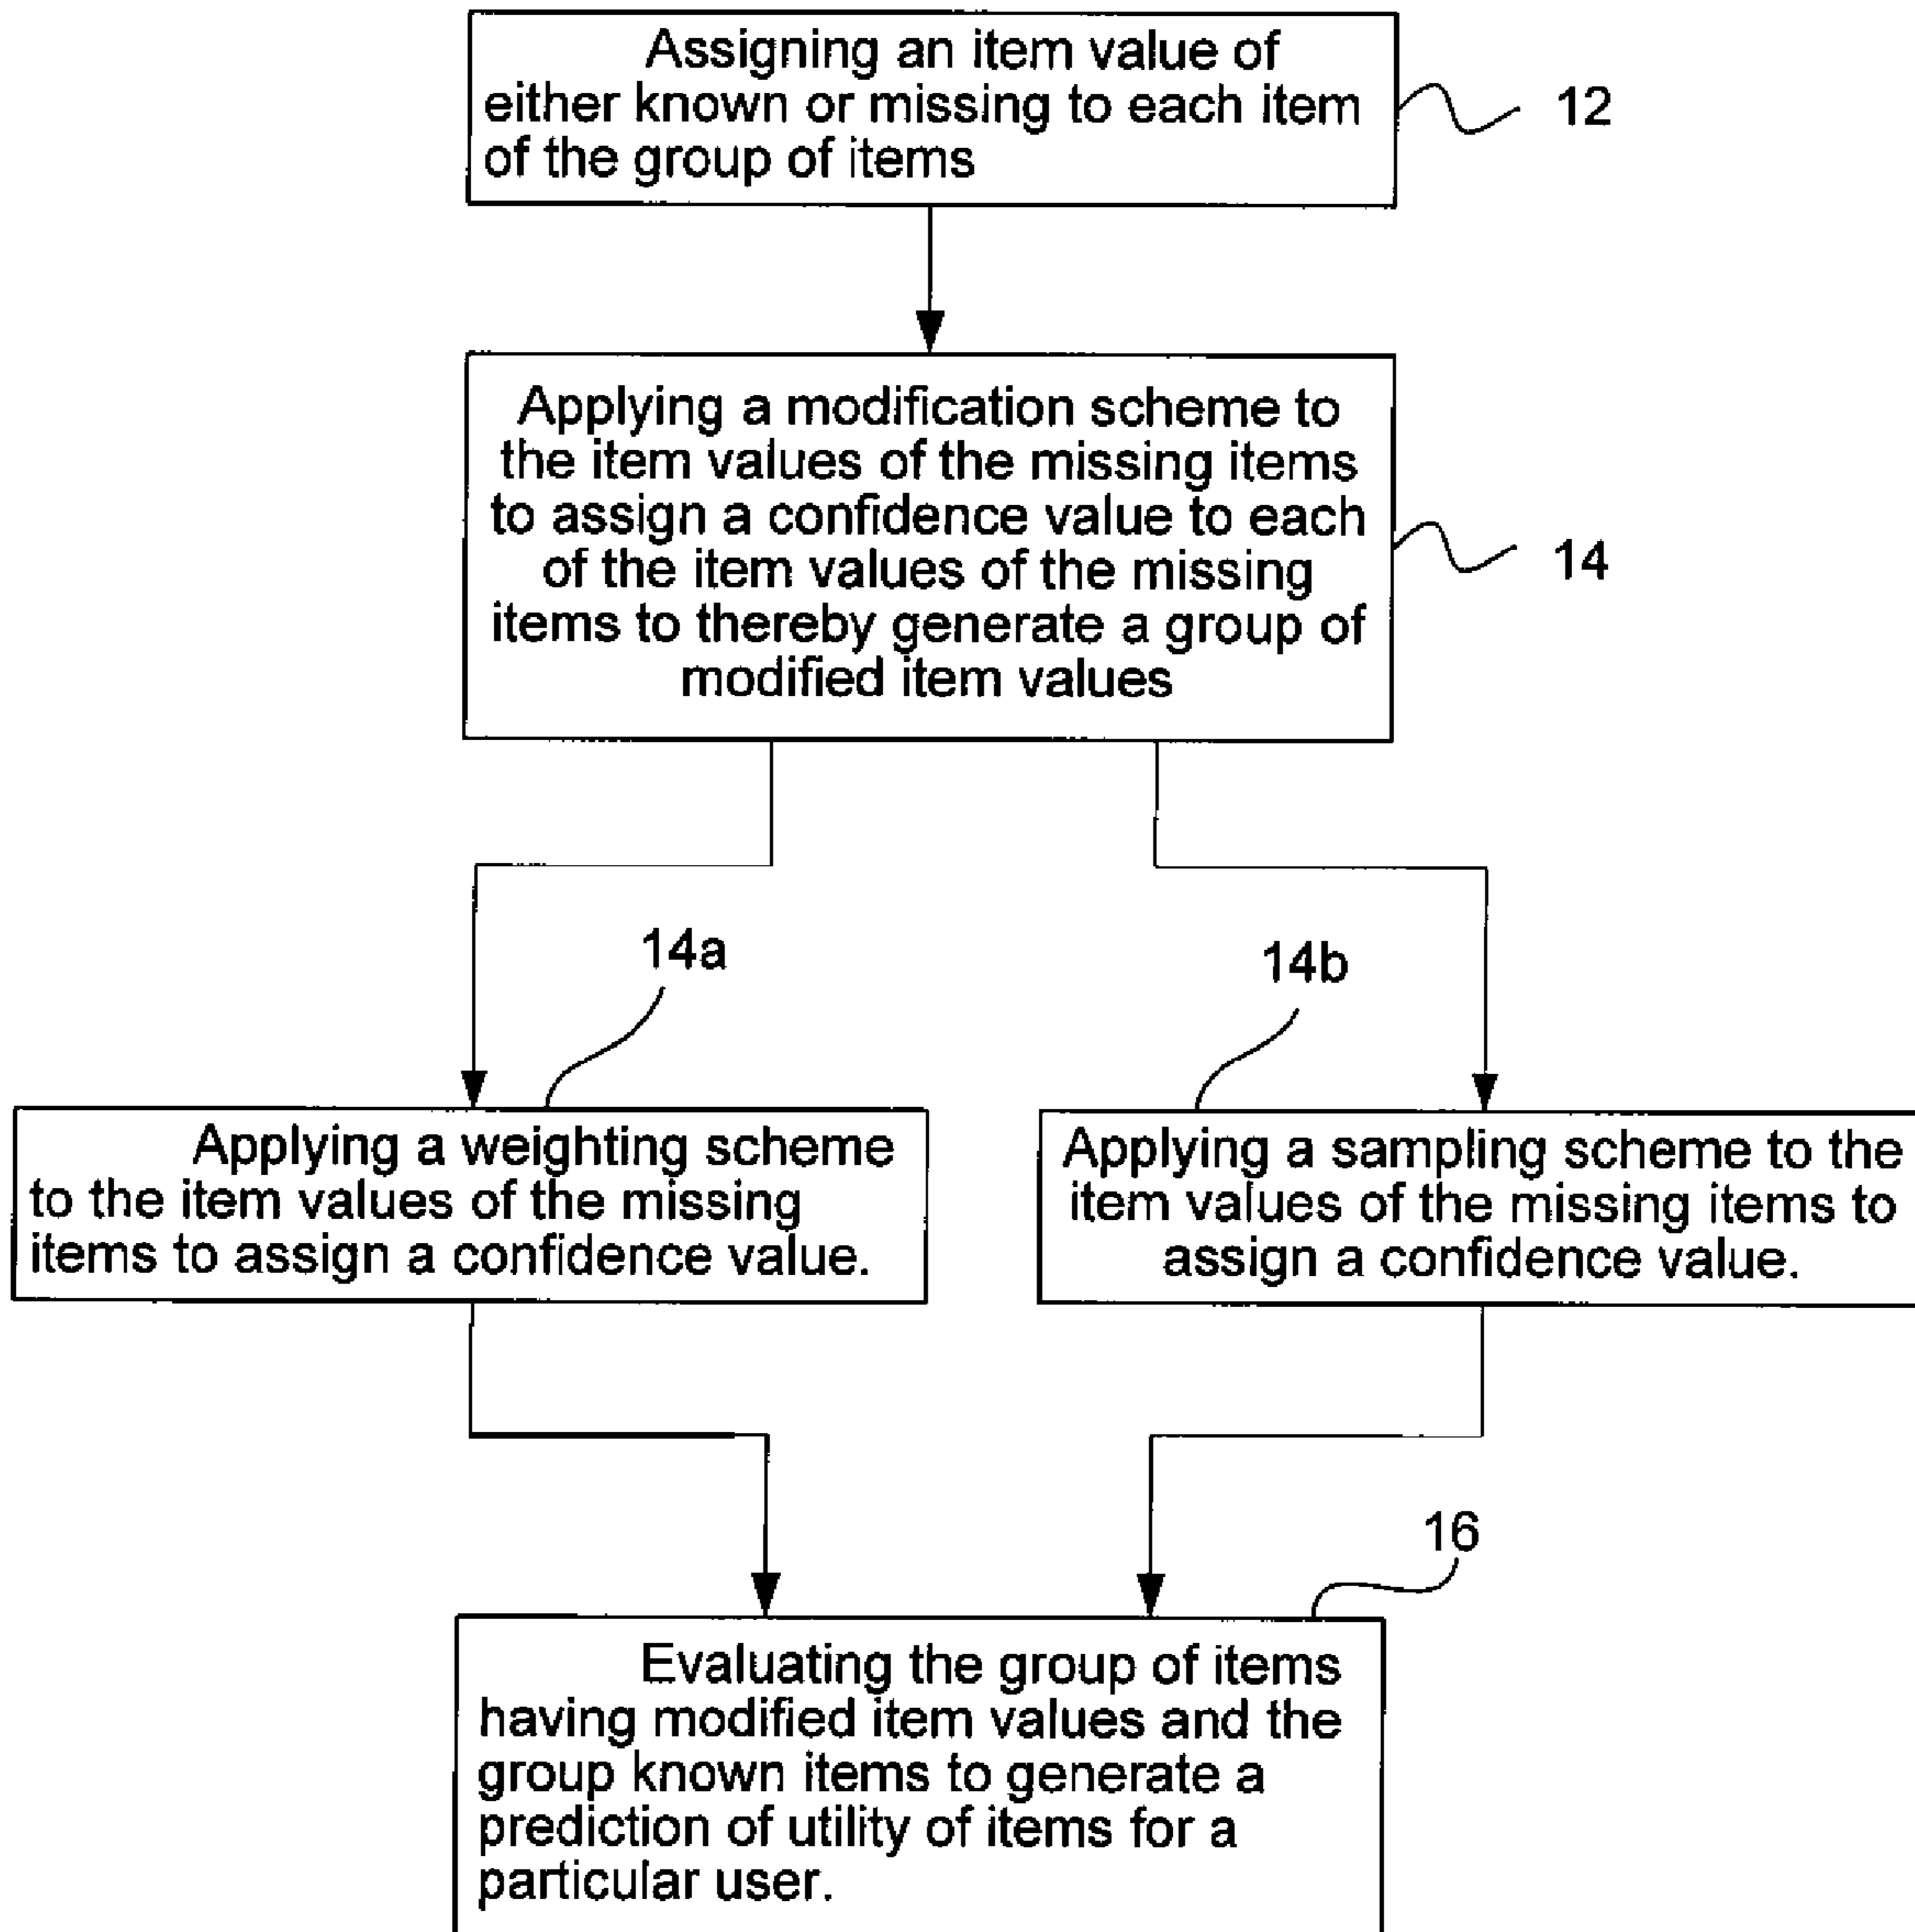 Assigning an item value of
either known or missing to each item
of the group of items
12
Applying a modification scheme to
the item values of the missing items
to assign a confidence value to each
of the item values of the missing
items to thereby generate a group of
modified item values
14
14a
14b
Applying a weighting scheme
to the item values of the missing
items to assign a confidence value.
Applying a sampling scheme to the
item values of the missing items to
assign a confidence value.
16
Evaluating the group of items
having modified item values and the
group known items to generate a
prediction of utility of items for a
particular user.